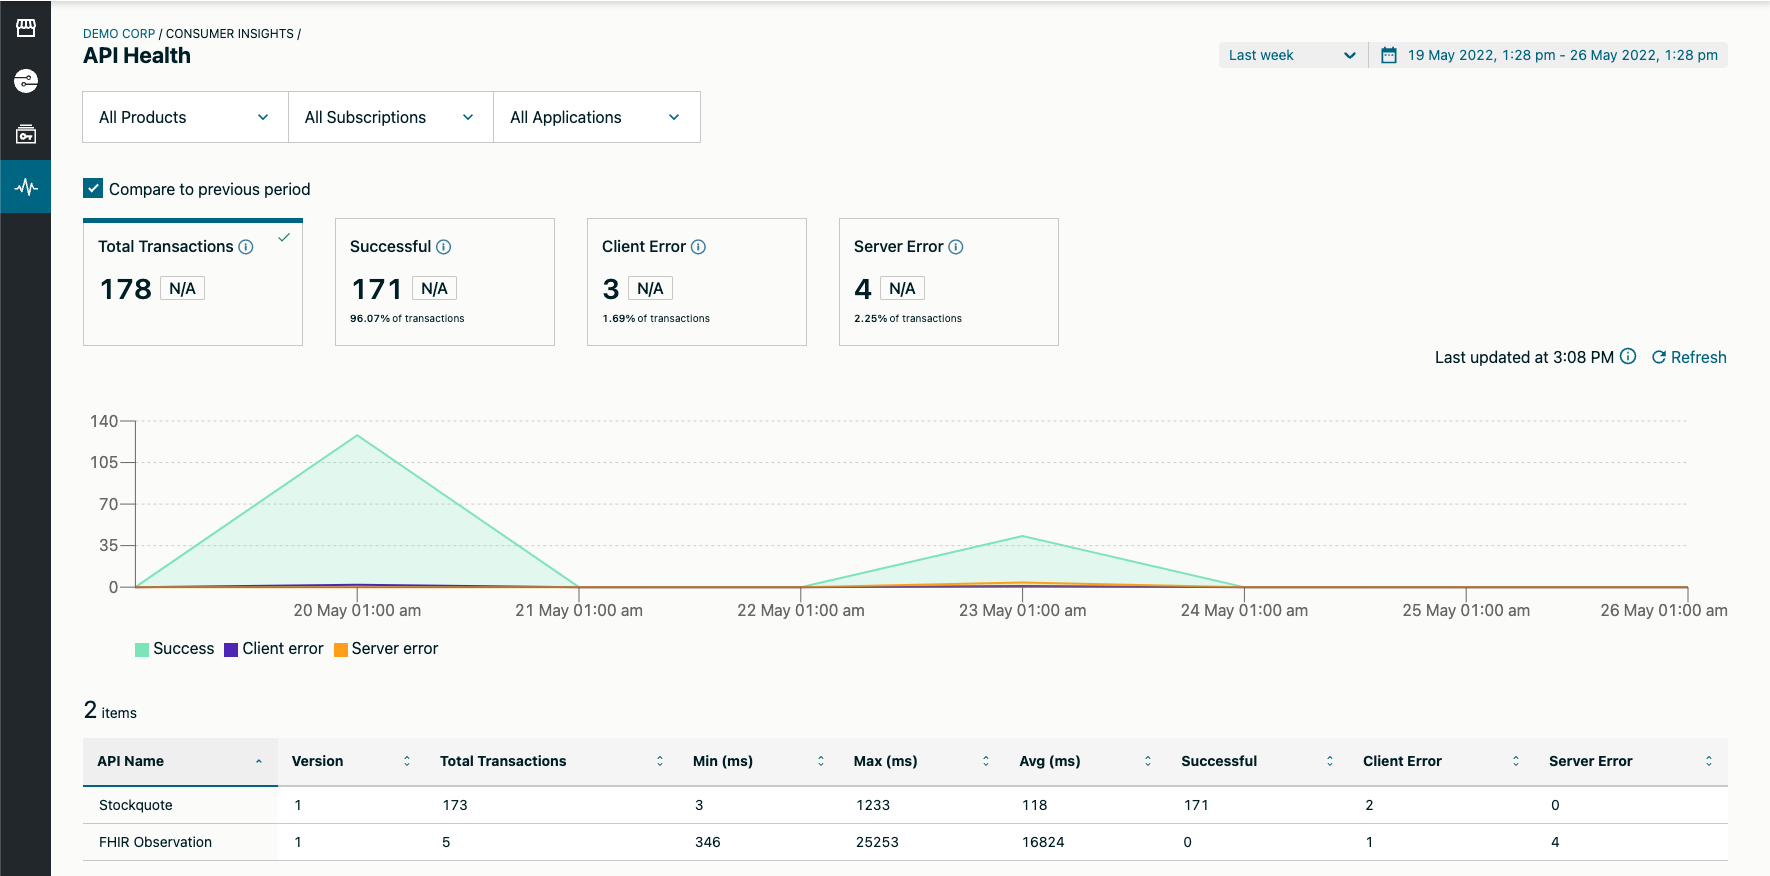 DEMO CORP / CONSUMER INSIGHTS /
API Health
Last week
19 May 2022, 1:28 pm - 26 May 2022, 1:28 pm
All Products
All Subscriptions
All Applications
Compare to previous period
Total Transactions
178 N/A
Successful
171 N/A
96.07% of transactions
Client Error
3 N/A
1.69% of transactions
Server Error
4 N/A
2.25% of transactions
Last updated at 3:08 PM Refresh
140
105
70
35
0
20 May 01:00 am 21 May 01:00 am 22 May 01:00 am 23 May 01:00 am 24 May 01:00 am 25 May 01:00 am 26 May 01:00 am
Success Client error Server error
2 items
API Name Version Total Transactions Min (ms) Max (ms) Avg (ms) Successful Client Error Server Error
Stockquote 1 173 3 1233 118 171 2 0
FHIR Observation 1 5 346 25253 16824 0 1 4